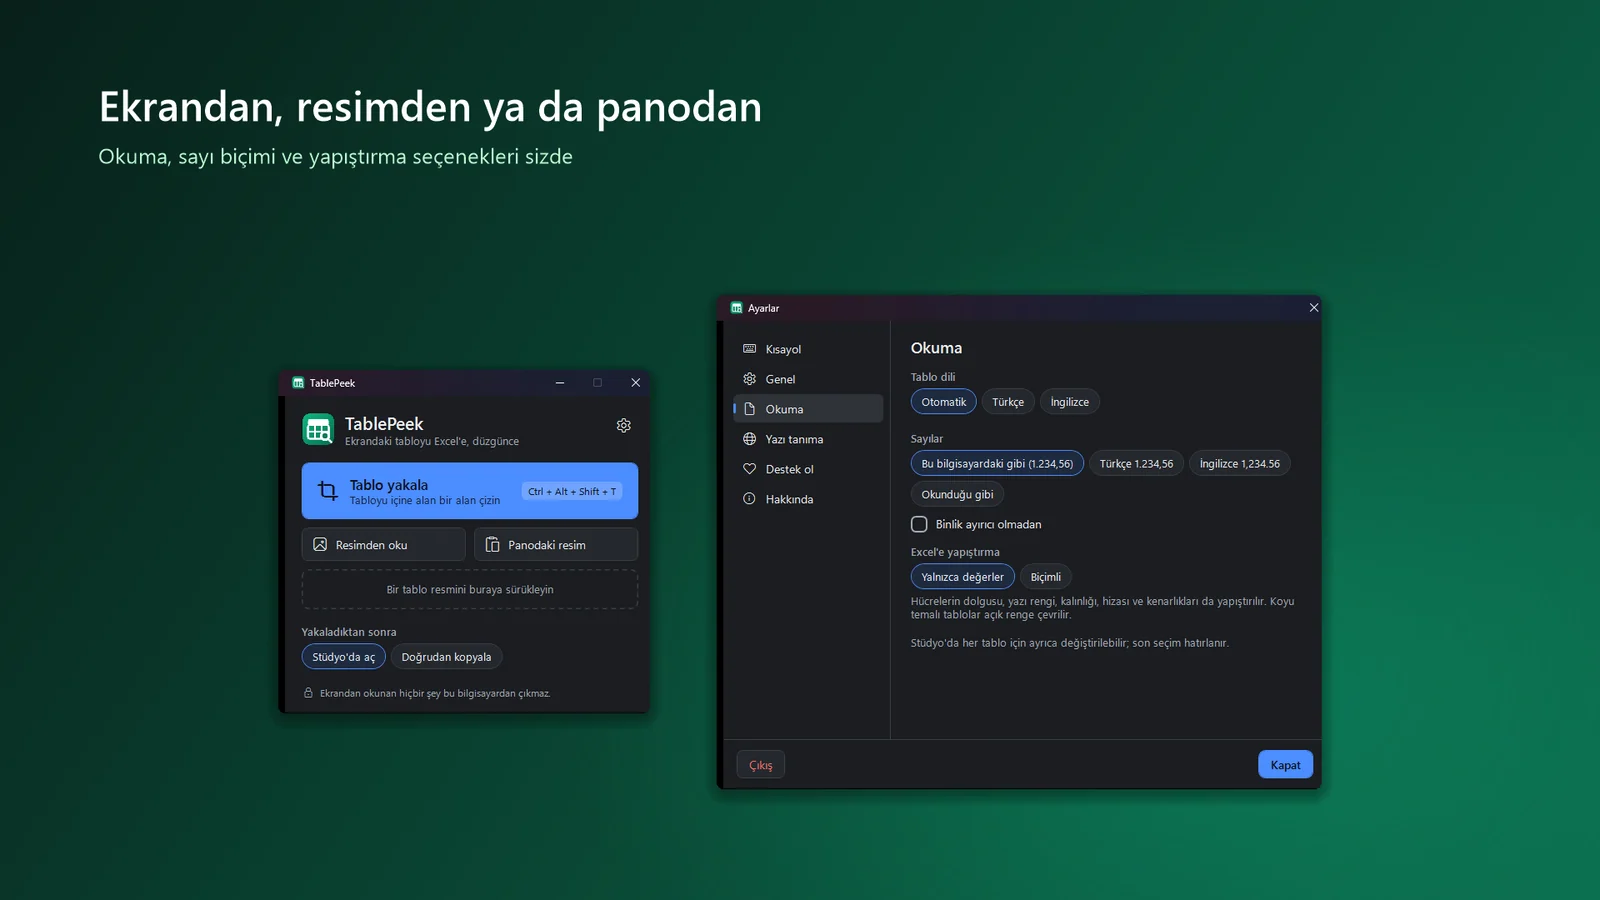 Ekrandan, resimden ya da panodan
Okuma, sayı biçimi ve yapıştırma seçenekleri sizde
TablePeek
TablePeek
Ekrandaki tabloyu Excel'e, düzgünce
Tablo yakala
Tabloyu içine alan bir alan çizin
Ctrl + Alt + Shift + T
Resimden oku
Panodaki resim
Bir tablo resmini buraya sürükleyin
Yakaladıktan sonra
Stüdyo'da aç
Doğrudan kopyala
Ekrandan okunan hiçbir şey bu bilgisayardan çıkmaz.
Ayarlar
Kısayol
Genel
Okuma
Yazı tanıma
Destek ol
Hakkında
Okuma
Tablo dili
Otomatik
Türkçe
İngilizce
Sayılar
Bu bilgisayardaki gibi (1.234,56)
Türkçe 1.234,56
İngilizce 1,234.56
Okunduğu gibi
Binlik ayırıcı olmadan
Excel'e yapıştırma
Yalnızca değerler
Biçimli
Hücrelerin dolgusu, yazı rengi, kalınlığı, hizası ve kenarlıkları da yapıştırılır. Koyu
temalı tablolar açık renge çevrilir.
Stüdyo'da her tablo için ayrıca değiştirilebilir; son seçim hatırlanır.
Çıkış
Kapat